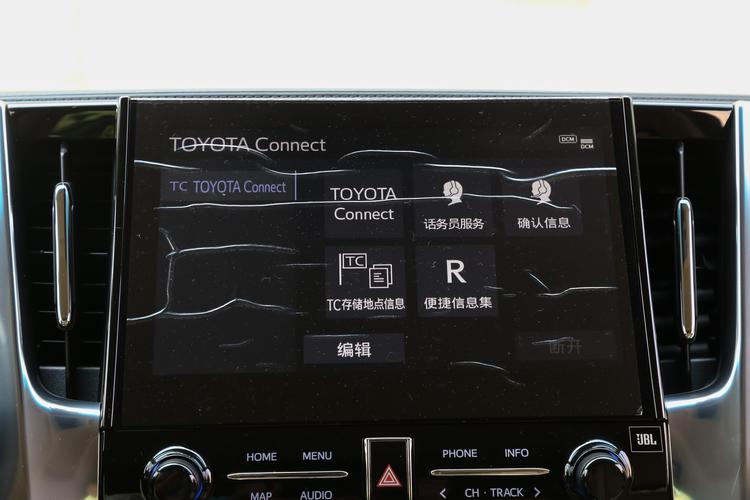 TOYOTA Connect
DCM
DCM
TC TOYOTA Connect
TOYOTA
Connect
话务员服务
确认信息
TC
TC存储地点信息
R
便捷信息集
编辑
断开
JBL
HOME
MENU
PHONE
INFO
MAP
AUDIO
< CH · TRACK >